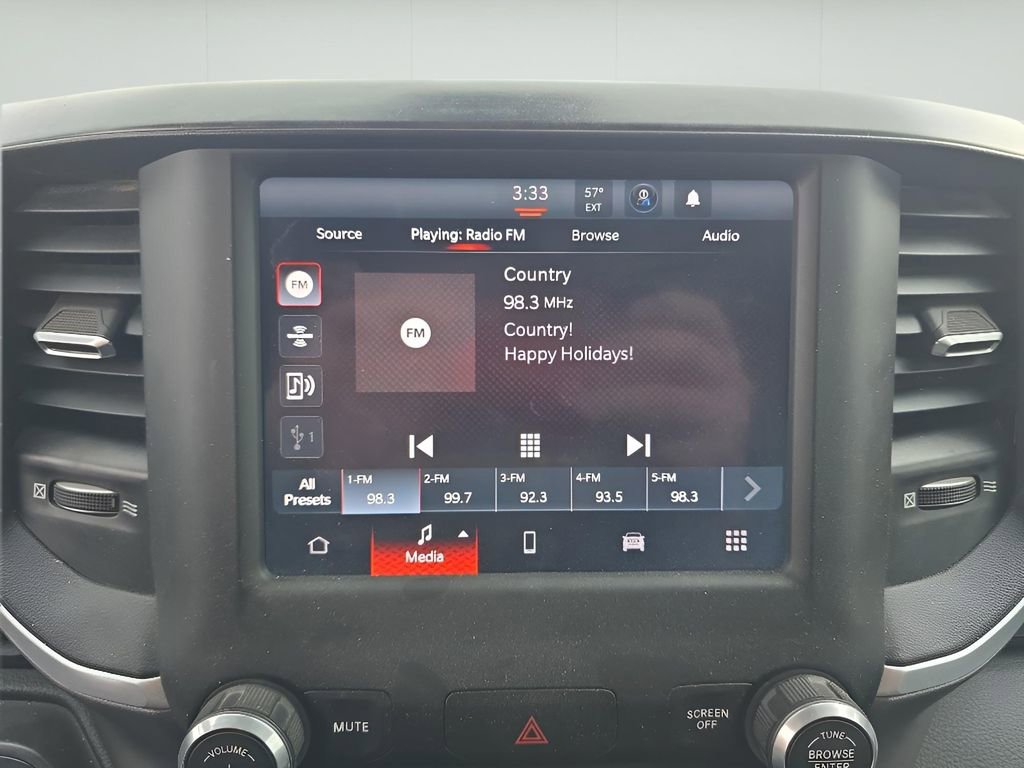 3:33
57°
EXT
Source
Playing: Radio FM
Browse
Audio
FM
Country
98.3 MHz
FM
Country!
Happy Holidays!
1
All
Presets
1-FM
98.3
2-FM
99.7
3-FM
92.3
4-FM
93.5
5-FM
98.3
Media
MUTE
SCREEN
OFF
VOLUME
TUNE
BROWSE
ENTER